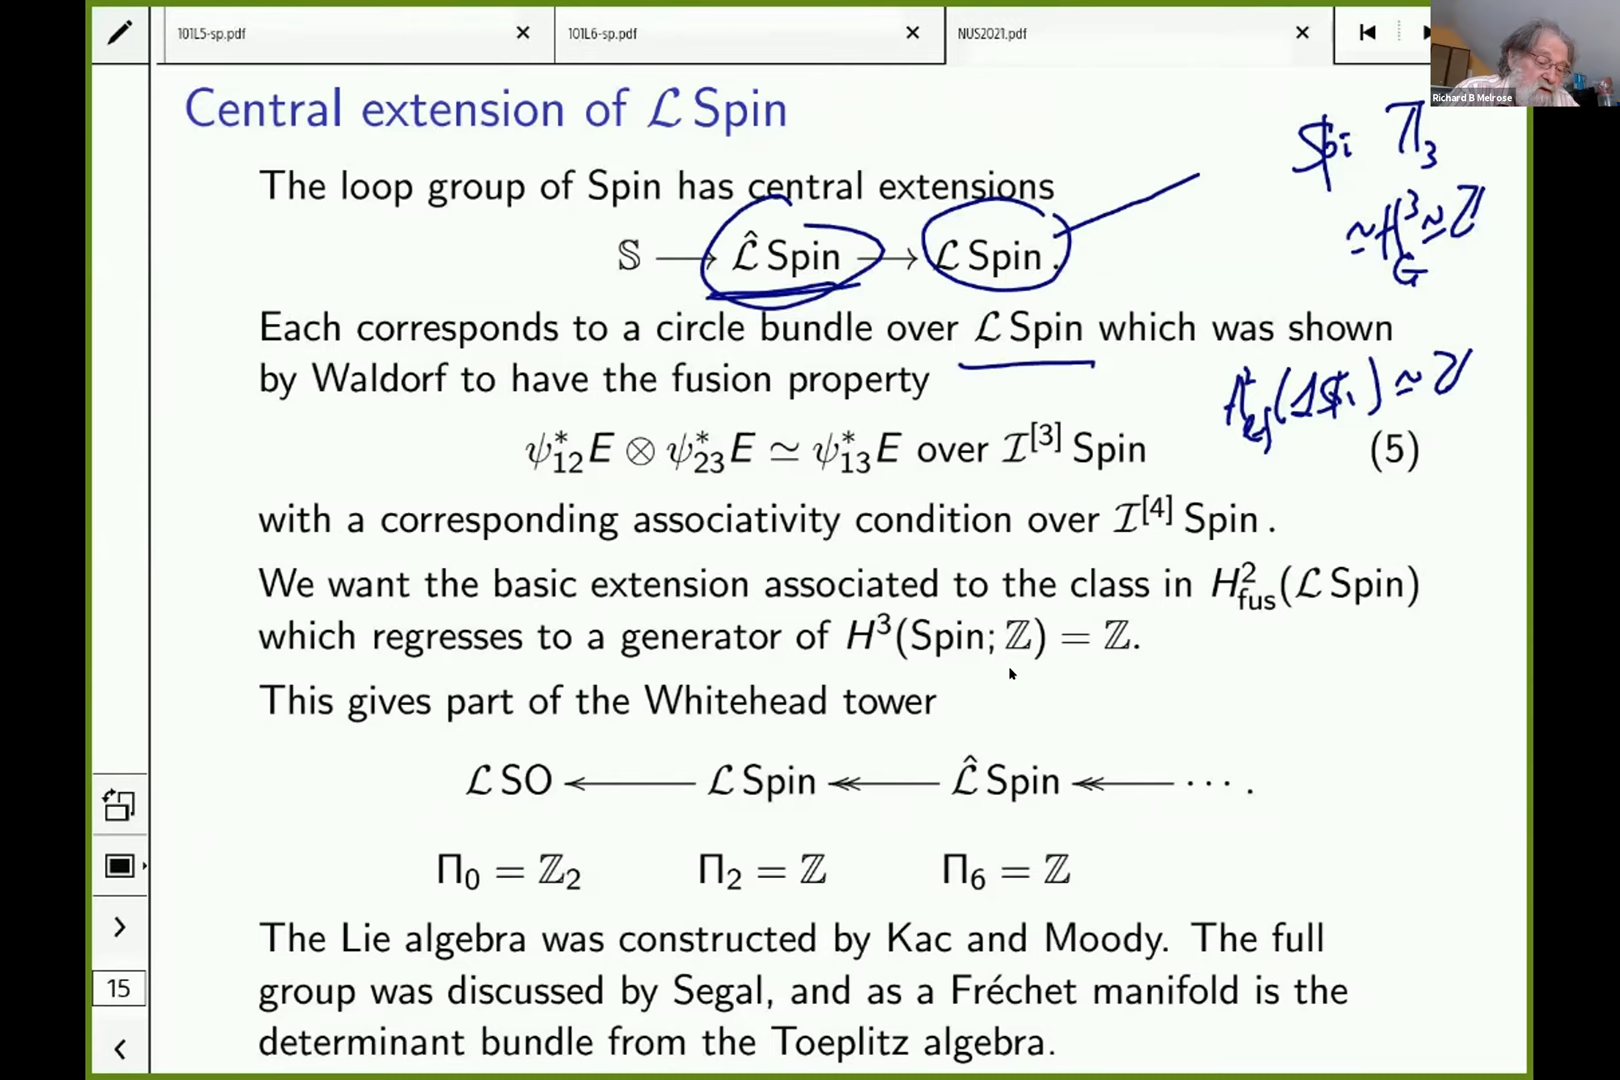 101L5-sp.pdf
101L6-sp.pdf
NUS2021.pdf
Richard B Melrose
Central extension of ℒ Spin
The loop group of Spin has central extensions
𝕊 ⟶ ℒ̂ Spin ⟶ ℒ Spin .
Each corresponds to a circle bundle over ℒ Spin which was shown
by Waldorf to have the fusion property
ψ*₁₂E ⊗ ψ*₂₃E ≃ ψ*₁₃E over ℐ^[3] Spin (5)
with a corresponding associativity condition over ℐ^[4] Spin .
We want the basic extension associated to the class in H²_fus(ℒ Spin)
which regresses to a generator of H³(Spin; ℤ) = ℤ.
This gives part of the Whitehead tower
ℒ SO ⟵ ℒ Spin ↞ ℒ̂ Spin ↞ ⋯ .
Π₀ = ℤ₂ Π₂ = ℤ Π₆ = ℤ
The Lie algebra was constructed by Kac and Moody. The full
group was discussed by Segal, and as a Fréchet manifold is the
determinant bundle from the Toeplitz algebra.
15
π₃
≃ H³ ≃ ℤ
G